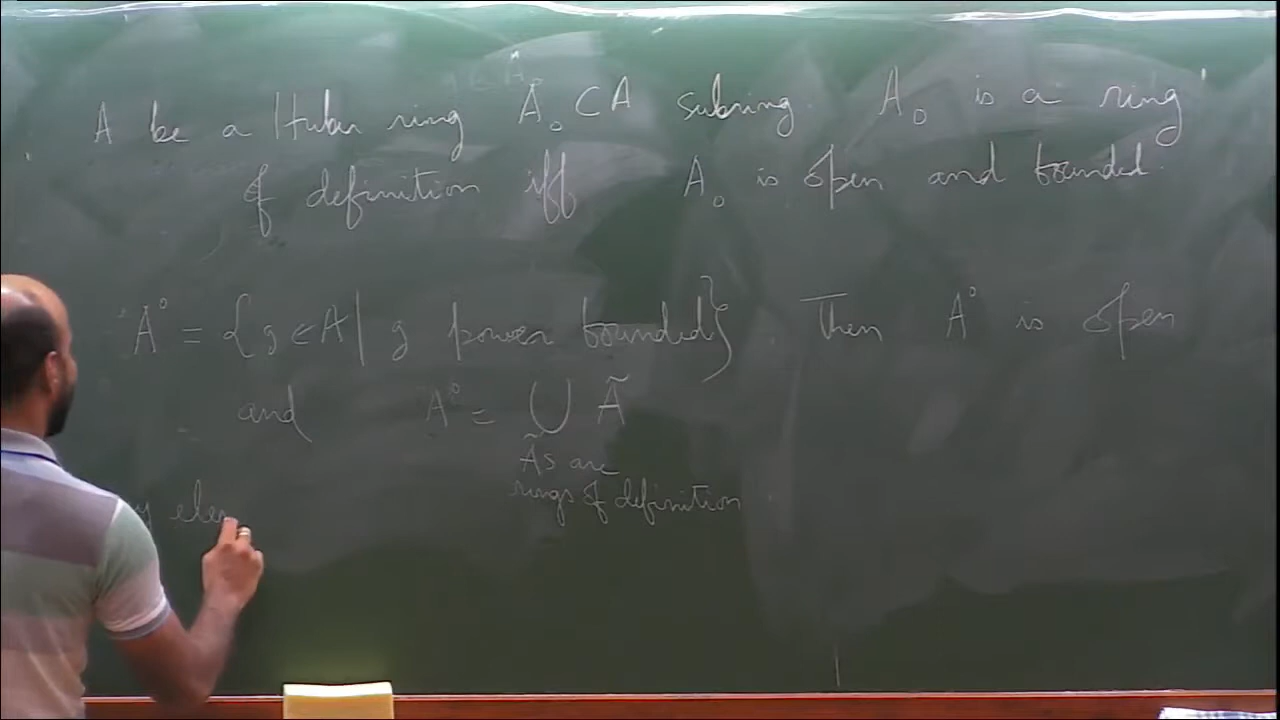 A be a Huber ring A₀ ⊂ A subring. A₀ is a ring
of definition iff A₀ is open and bounded.
A° = {g ∈ A | g power bounded} Then A° is open
and A° = ⋃ Ã
Ãs are
rings of definition
y elem